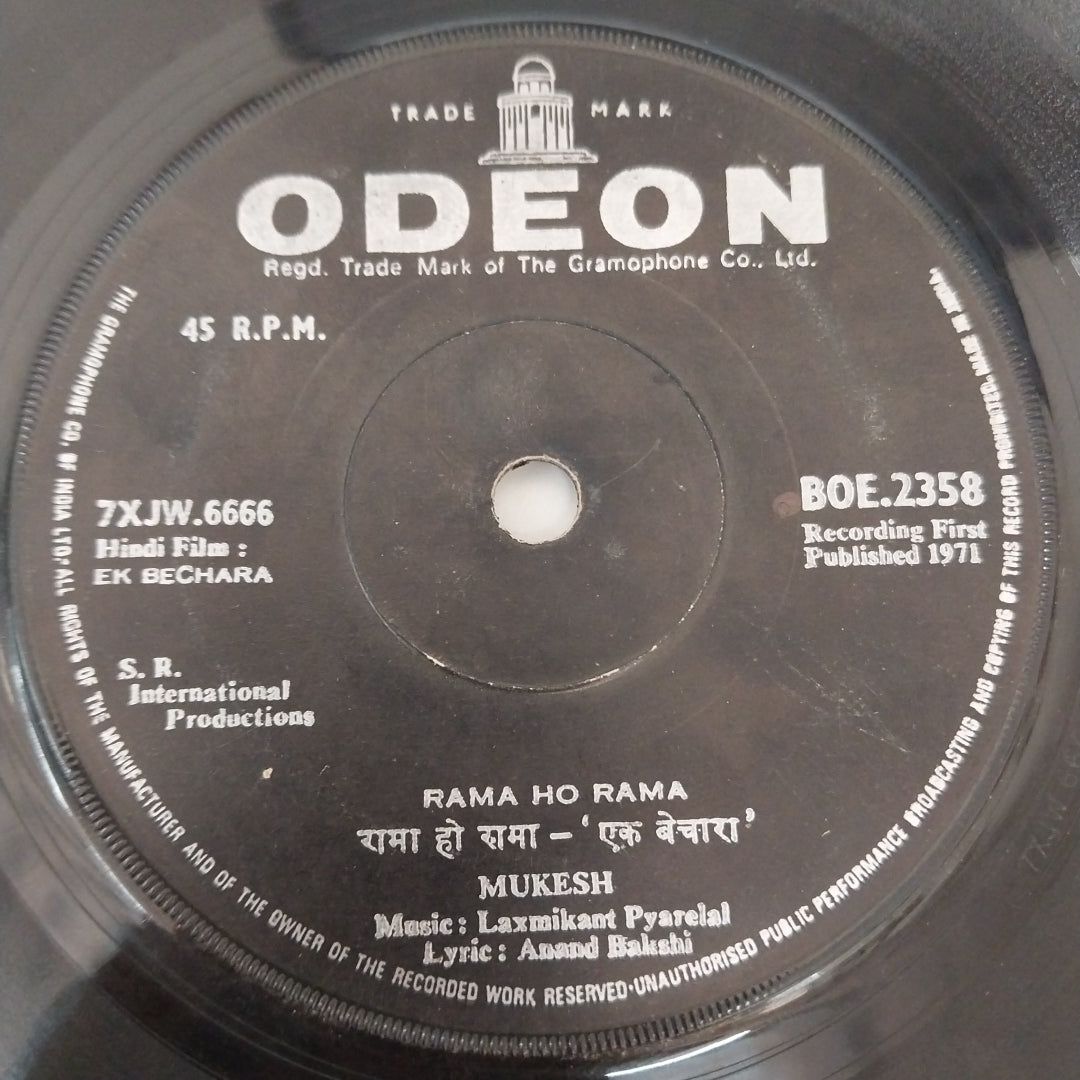 TRADE MARK
ODEON
Regd. Trade Mark of The Gramophone Co., Ltd.
45 R.P.M.
7XJW.6666
Hindi Film :
EK BECHARA
BOE.2358
Recording First
Published 1971
S. R.
International
Productions
RAMA HO RAMA
रामा हो रामा – ‘एक बेचारा’
MUKESH
Music : Laxmikant Pyarelal
Lyric : Anand Bakshi
THE GRAMOPHONE CO. OF INDIA LTD/ALL RIGHTS OF THE MANUFACTURER AND OF THE OWNER OF THE RECORDED WORK RESERVED·UNAUTHORISED PUBLIC PERFORMANCE BROADCASTING AND COPYING OF THIS RECORD PROHIBITED. MADE IN INDIA